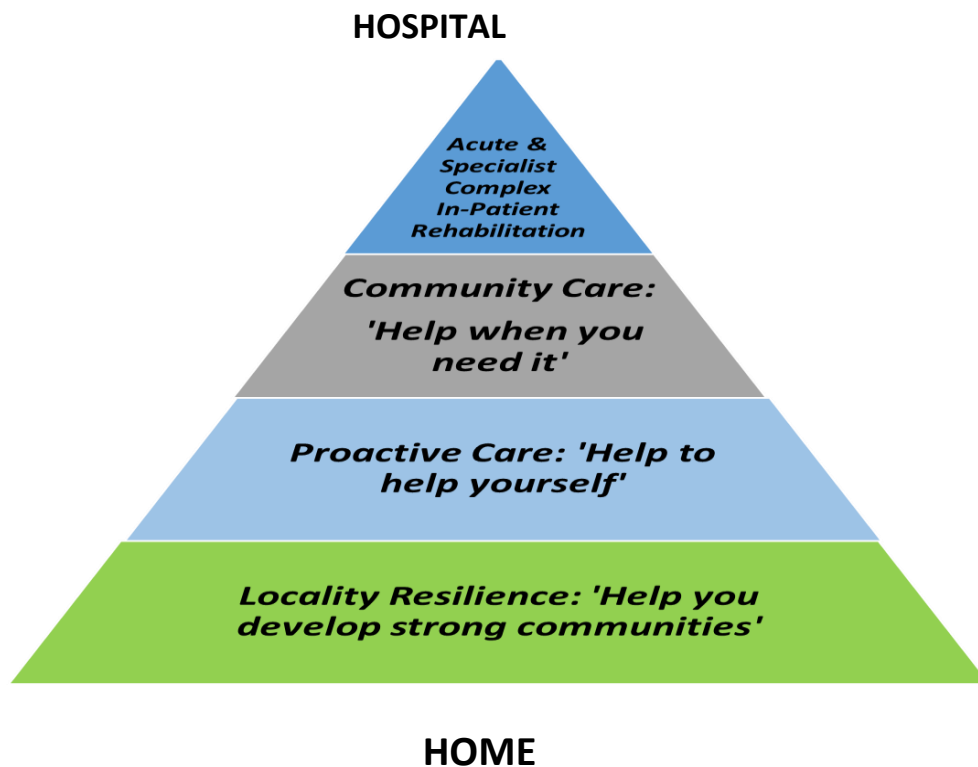 HOSPITAL
Acute &
Specialist
Complex
In-Patient
Rehabilitation
Community Care:
'Help when you
need it'
Proactive Care: 'Help to
help yourself'
Locality Resilience: 'Help you
develop strong communities'
HOME